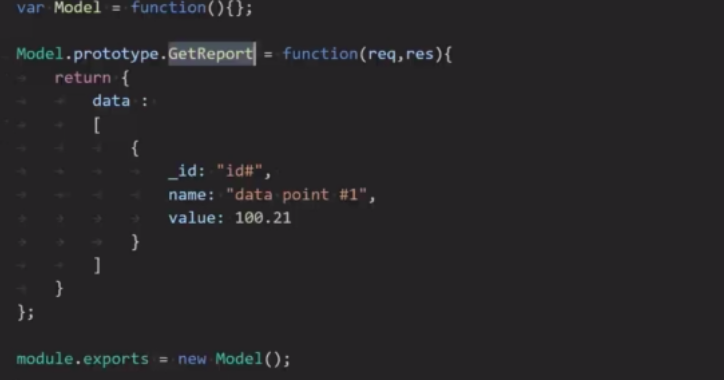 var Model = function(){};
Model.prototype.GetReport = function(req,res){
return {
data :
[
{
_id: "id#",
name: "data point #1",
value: 100.21
}
]
}
};
module.exports = new Model();